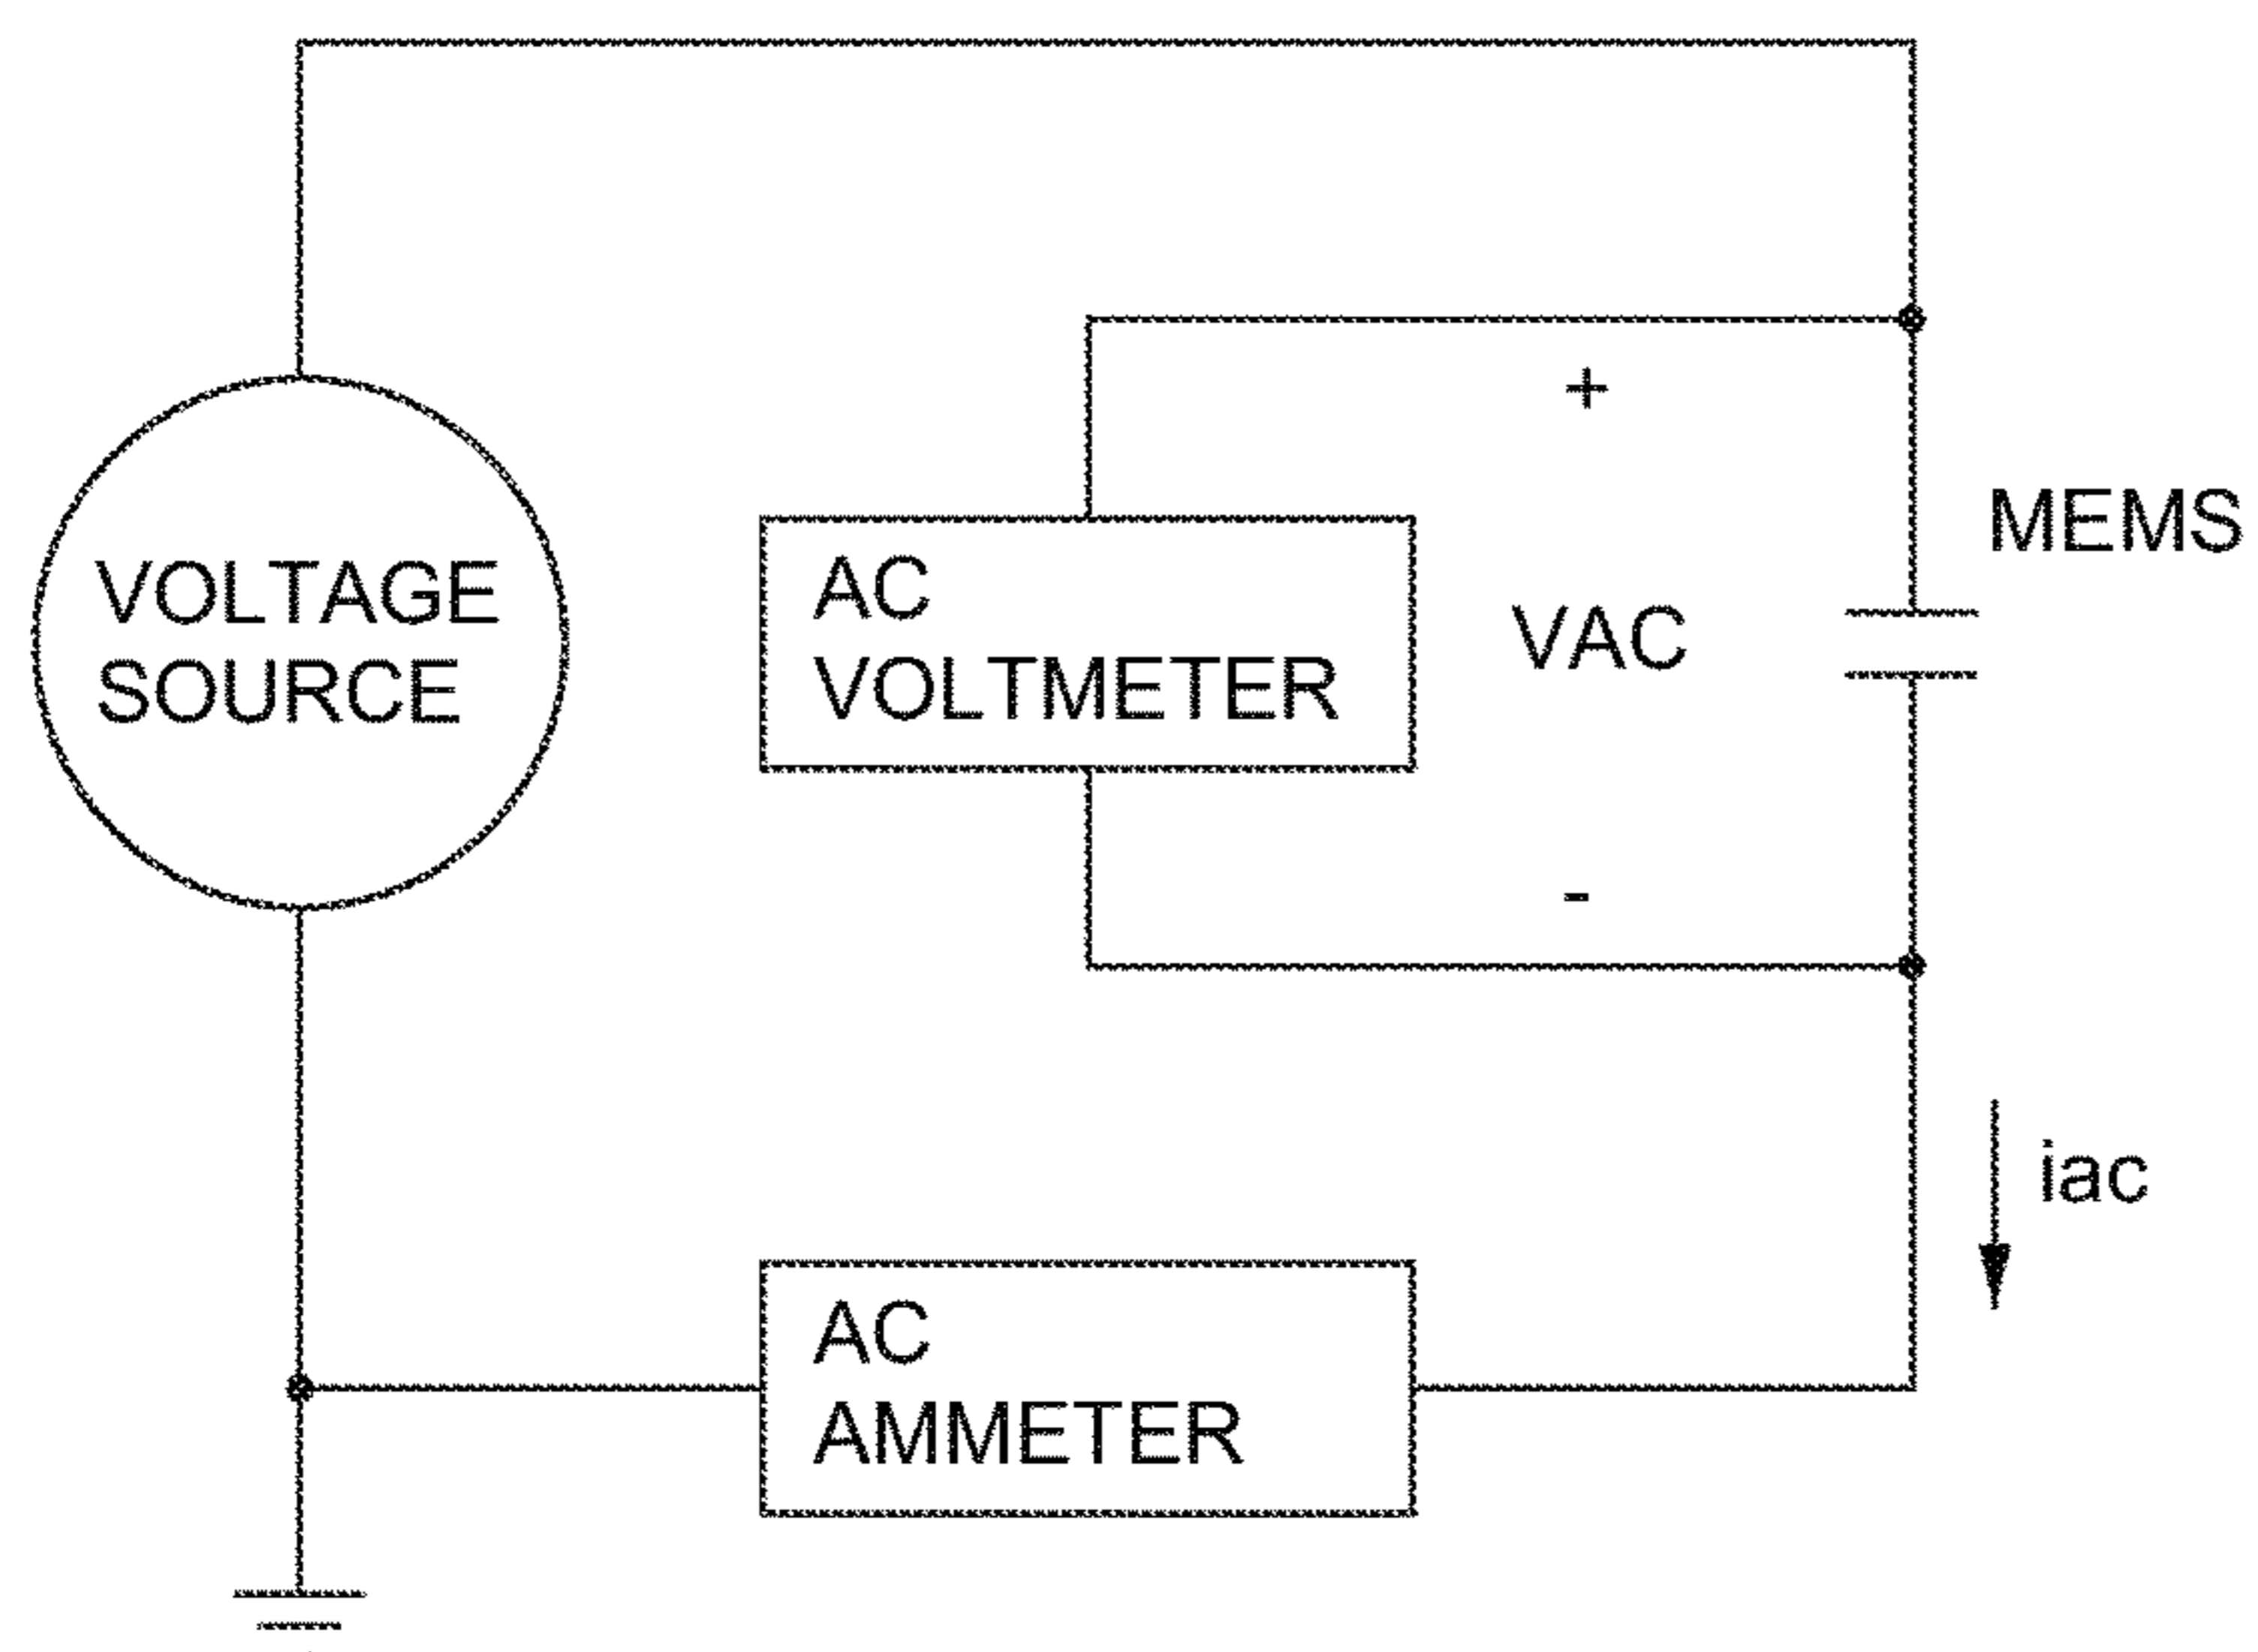 +
MEMS
VOLTAGE
SOURCE
AC
VOLTMETER
VAC
-
iac
AC
AMMETER